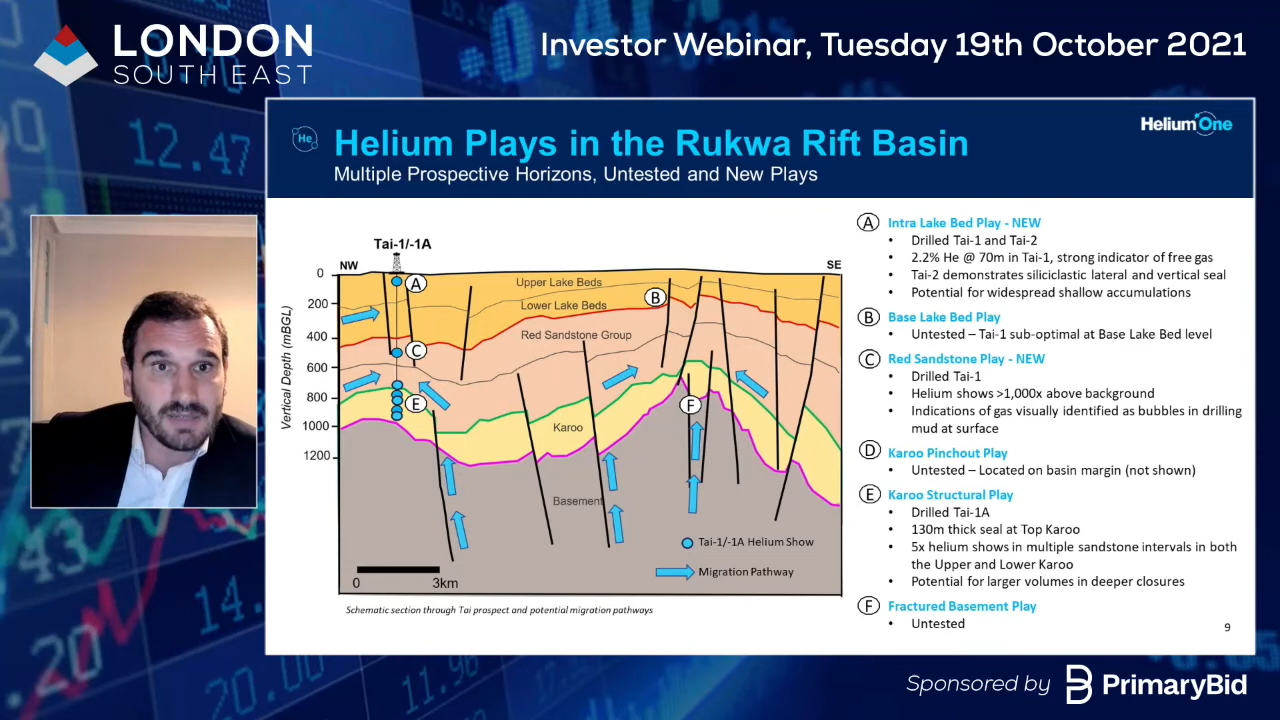 LONDON
SOUTH EAST
Investor Webinar, Tuesday 19th October 2021
HeliumOne
He
Helium Plays in the Rukwa Rift Basin
Multiple Prospective Horizons, Untested and New Plays
Tai-1/-1A
NW
SE
Vertical Depth (mBGL)
0
200
400
600
800
1000
1200
A
B
C
E
F
Upper Lake Beds
Lower Lake Beds
Red Sandstone Group
Karoo
Basement
Tai-1/-1A Helium Show
Migration Pathway
0 3km
Schematic section through Tai prospect and potential migration pathways
A Intra Lake Bed Play - NEW
• Drilled Tai-1 and Tai-2
• 2.2% He @ 70m in Tai-1, strong indicator of free gas
• Tai-2 demonstrates siliciclastic lateral and vertical seal
• Potential for widespread shallow accumulations
B Base Lake Bed Play
• Untested – Tai-1 sub-optimal at Base Lake Bed level
C Red Sandstone Play - NEW
• Drilled Tai-1
• Helium shows >1,000x above background
• Indications of gas visually identified as bubbles in drilling
mud at surface
D Karoo Pinchout Play
• Untested – Located on basin margin (not shown)
E Karoo Structural Play
• Drilled Tai-1A
• 130m thick seal at Top Karoo
• 5x helium shows in multiple sandstone intervals in both
the Upper and Lower Karoo
• Potential for larger volumes in deeper closures
F Fractured Basement Play
• Untested
9
12.47
43
.20
14.
20.00
11.96
Sponsored by PrimaryBid